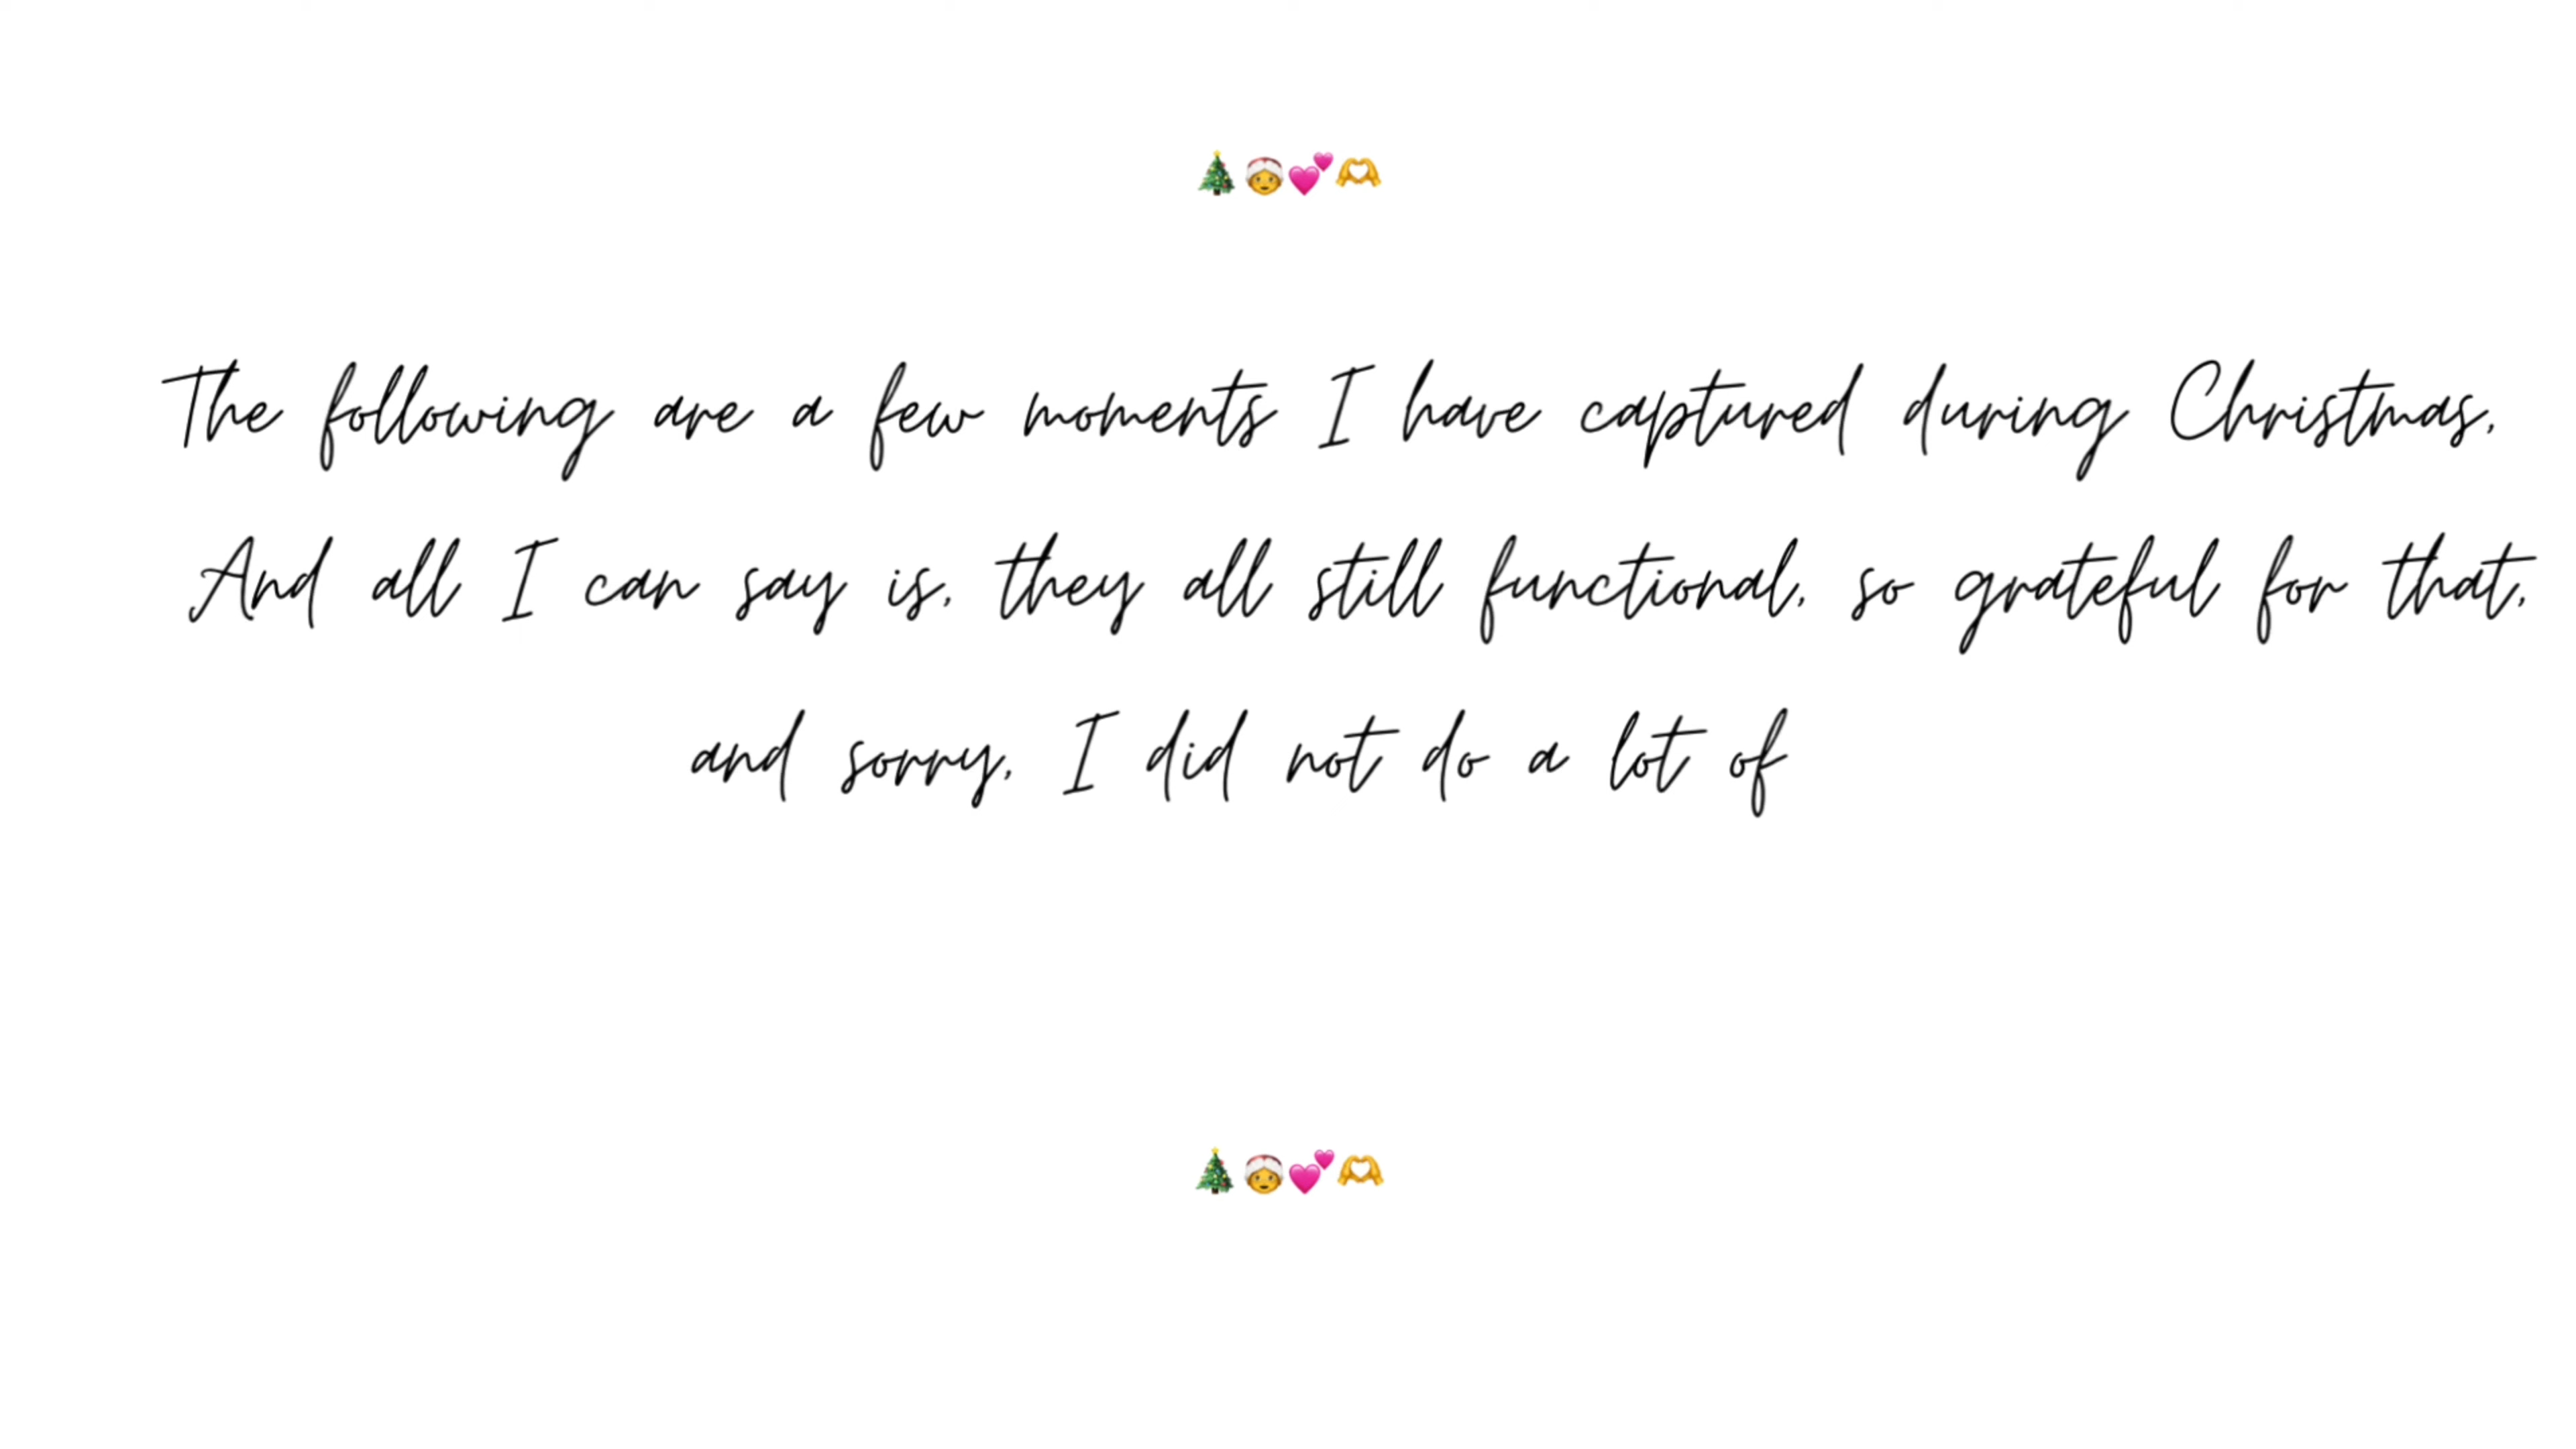 🎄🤶💕🫶
The following are a few moments I have captured during Christmas,
And all I can say is, they all still functional, so grateful for that,
and sorry, I did not do a lot of
🎄🤶💕🫶